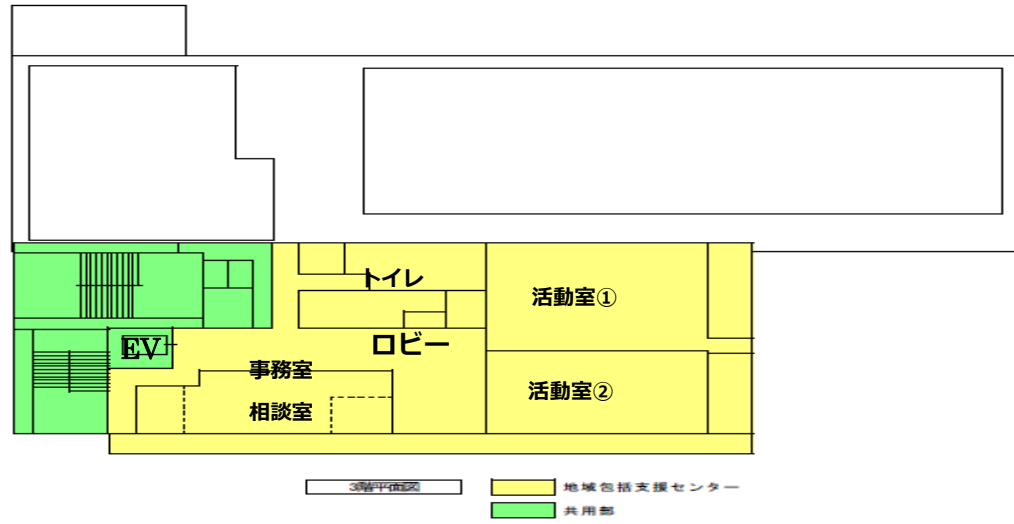 トイレ
活動室①
EV
ロビー
事務室
活動室②
相談室
3階平面図
地域包括支援センター
共用部